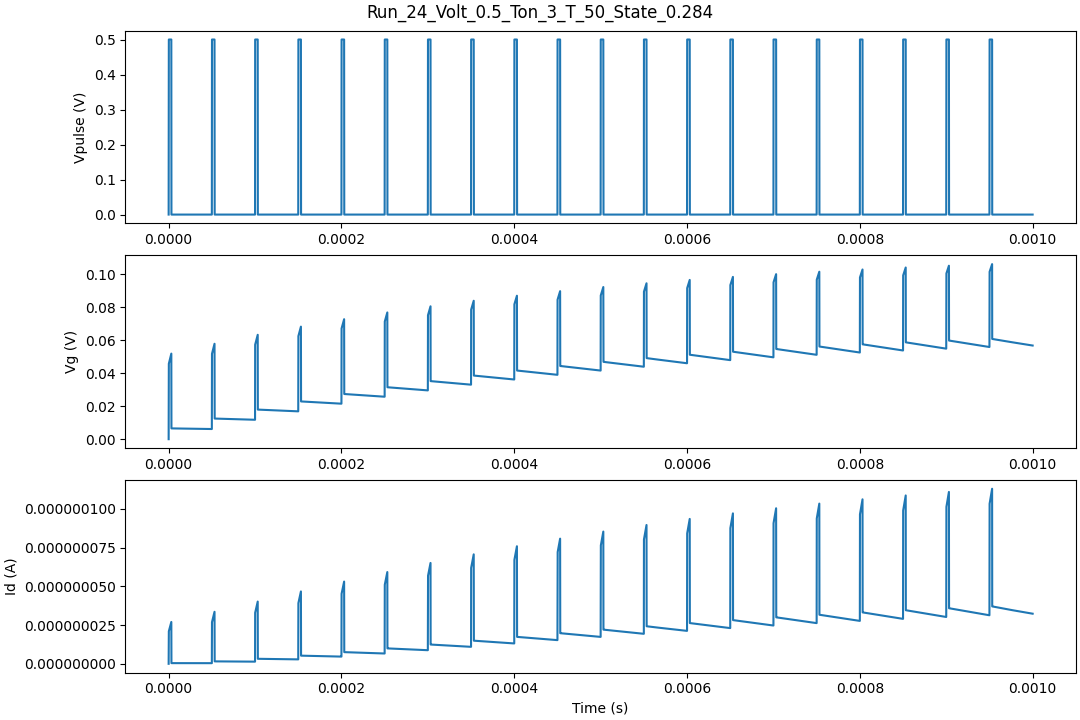 Run_24_Volt_0.5_Ton_3_T_50_State_0.284
0.5
0.4
0.3
0.2
0.1
0.0
Vpulse (V)
0.0000 0.0002 0.0004 0.0006 0.0008 0.0010
0.10
0.08
0.06
0.04
0.02
0.00
Vg (V)
0.0000 0.0002 0.0004 0.0006 0.0008 0.0010
0.000000100
0.000000075
0.000000050
0.000000025
0.000000000
Id (A)
0.0000 0.0002 0.0004 0.0006 0.0008 0.0010
Time (s)